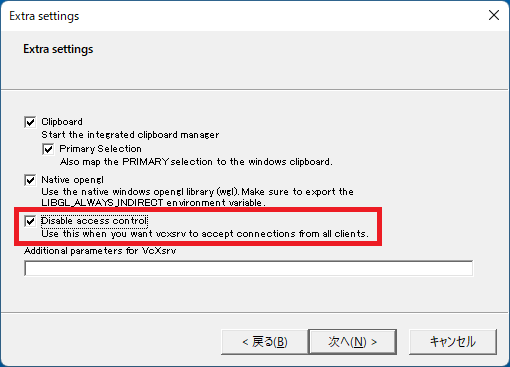 Extra settings
Extra settings
Clipboard
Start the integrated clipboard manager
Primary Selection
Also map the PRIMARY selection to the windows clipboard.
Native opengl
Use the native windows opengl library (wgl). Make sure to export the
LIBGL_ALWAYS_INDIRECT environment variable.
Disable access control
Use this when you want vcxsrv to accept connections from all clients.
Additional parameters for VcXsrv
< 戻る(B)
次へ(N) >
キャンセル